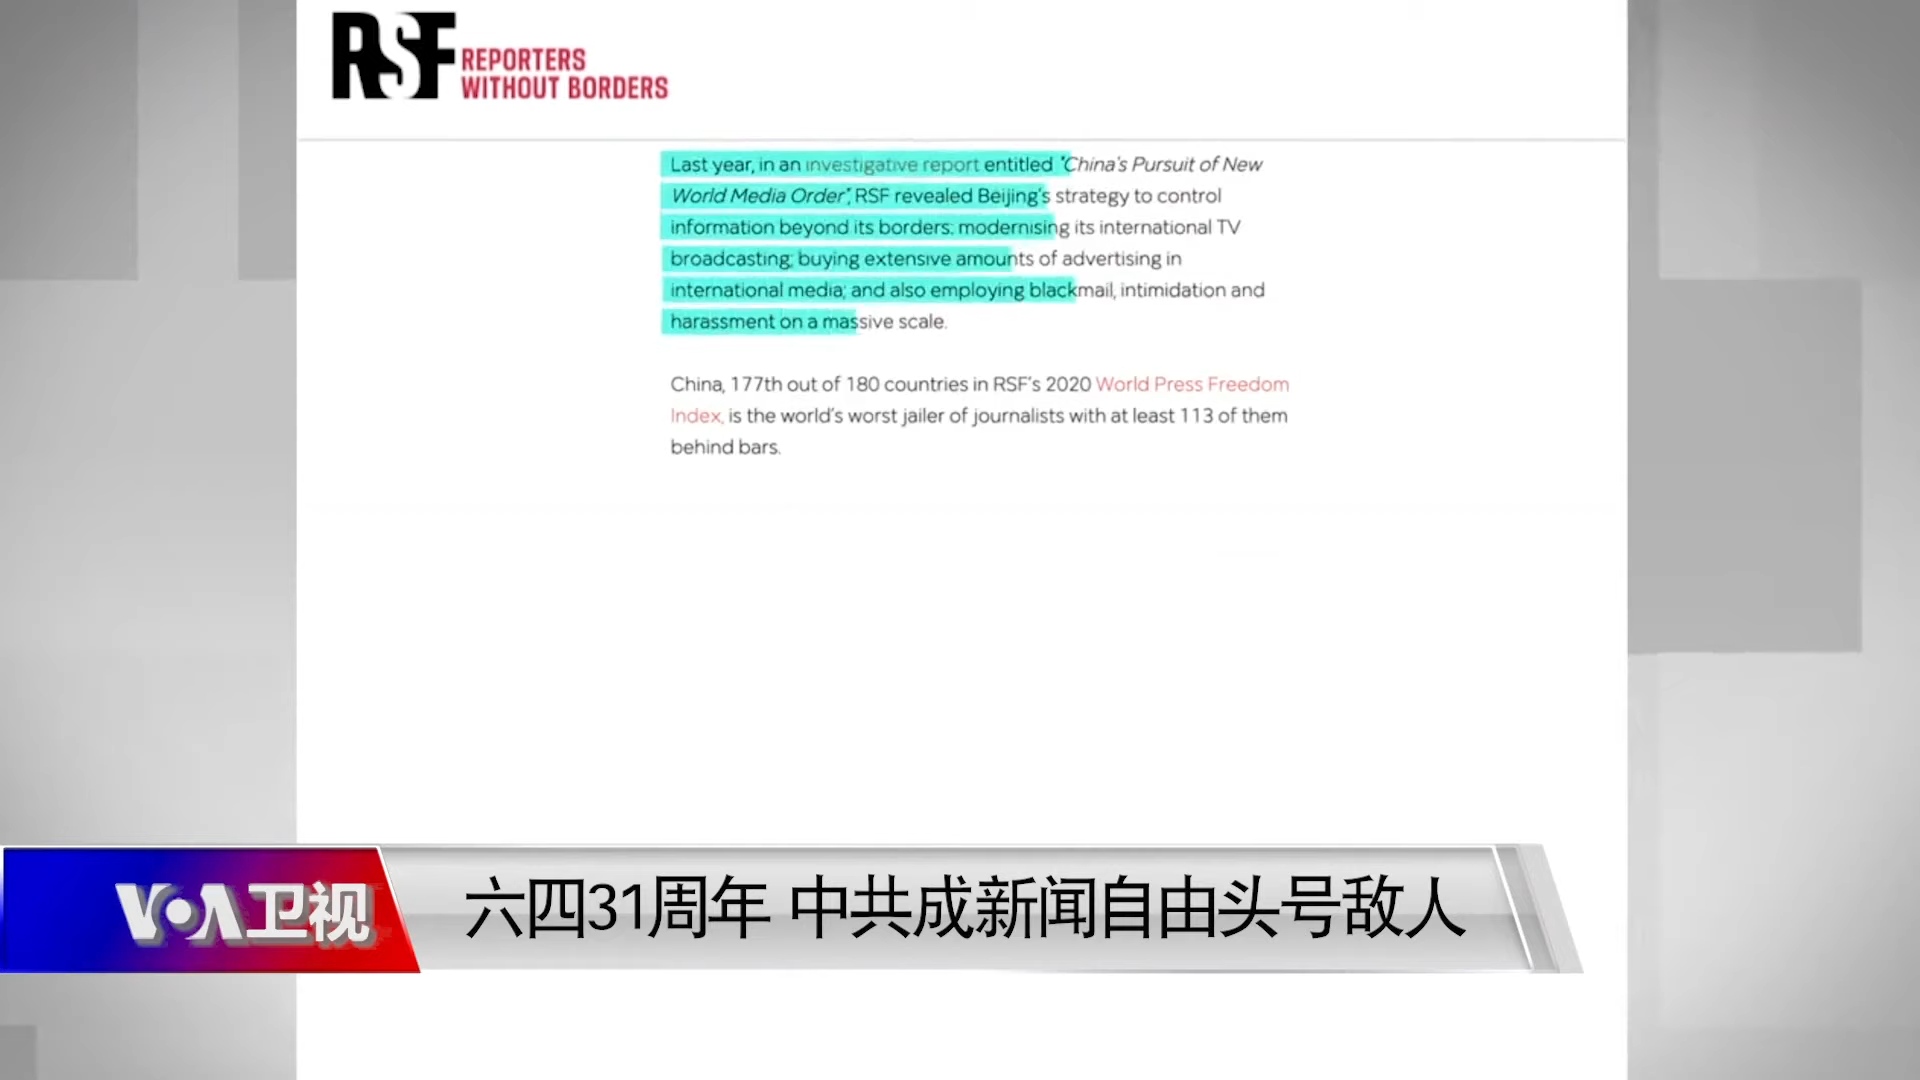 RSF REPORTERS
WITHOUT BORDERS
Last year, in an investigative report entitled "China's Pursuit of New
World Media Order", RSF revealed Beijing's strategy to control
information beyond its borders: modernising its international TV
broadcasting; buying extensive amounts of advertising in
international media; and also employing blackmail, intimidation and
harassment on a massive scale.
China, 177th out of 180 countries in RSF's 2020 World Press Freedom
Index, is the world's worst jailer of journalists with at least 113 of them
behind bars.
VOA卫视 六四31周年 中共成新闻自由头号敌人